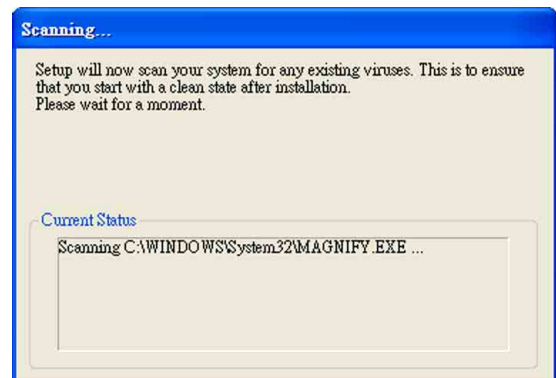 Scanning...
Setup will now scan your system for any existing viruses. This is to ensure
that you start with a clean state after installation.
Please wait for a moment.
Current Status
Scanning C:\WINDOWS\System32\MAGNIFY.EXE ...